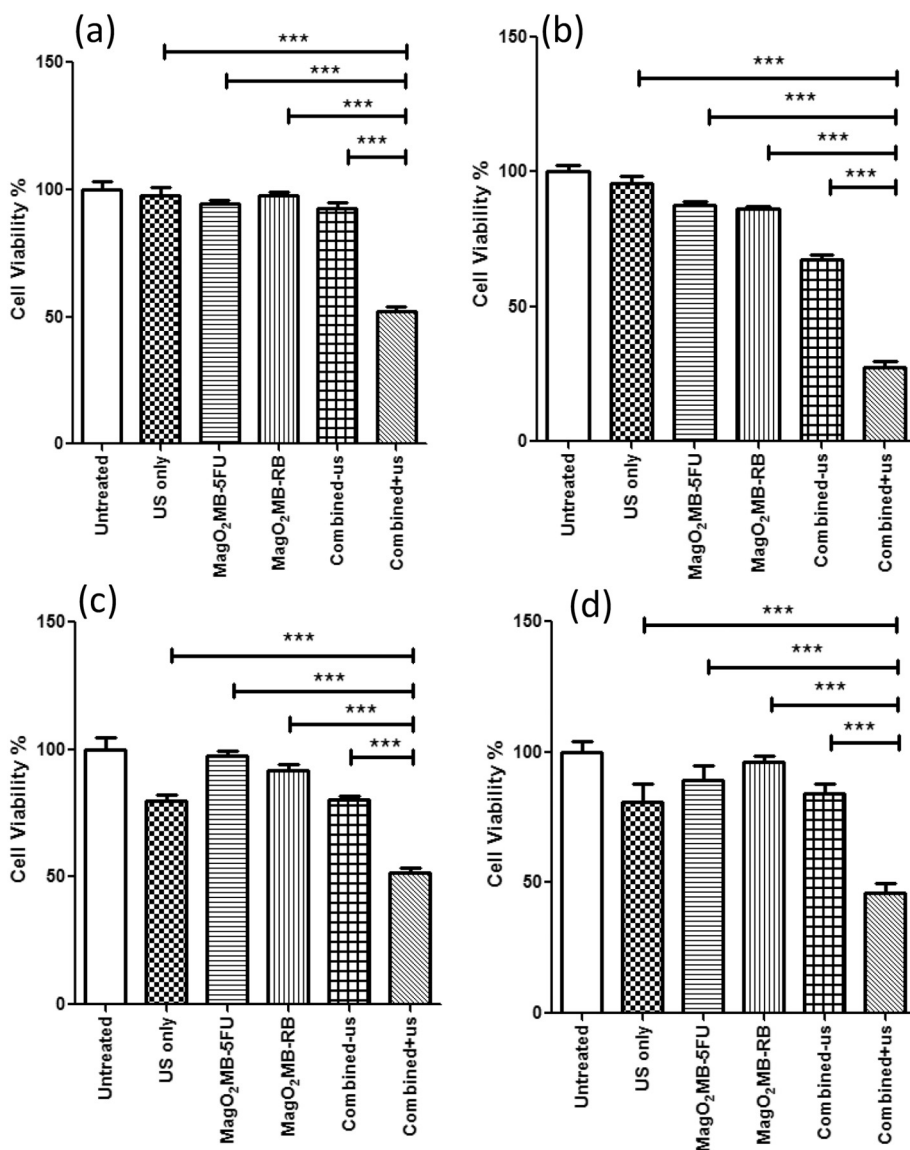 (a)
150
100
50
0
Cell Viability %
***
***
***
***
Untreated
US only
MagO₂MB-5FU
MagO₂MB-RB
Combined-us
Combined+us
(b)
150
100
50
0
Cell Viability %
***
***
***
***
Untreated
US only
MagO₂MB-5FU
MagO₂MB-RB
Combined-us
Combined+us
(c)
150
100
50
0
Cell Viability %
***
***
***
***
Untreated
US only
MagO₂MB-5FU
MagO₂MB-RB
Combined-us
Combined+us
(d)
150
100
50
0
Cell Viability %
***
***
***
***
Untreated
US only
MagO₂MB-5FU
MagO₂MB-RB
Combined-us
Combined+us